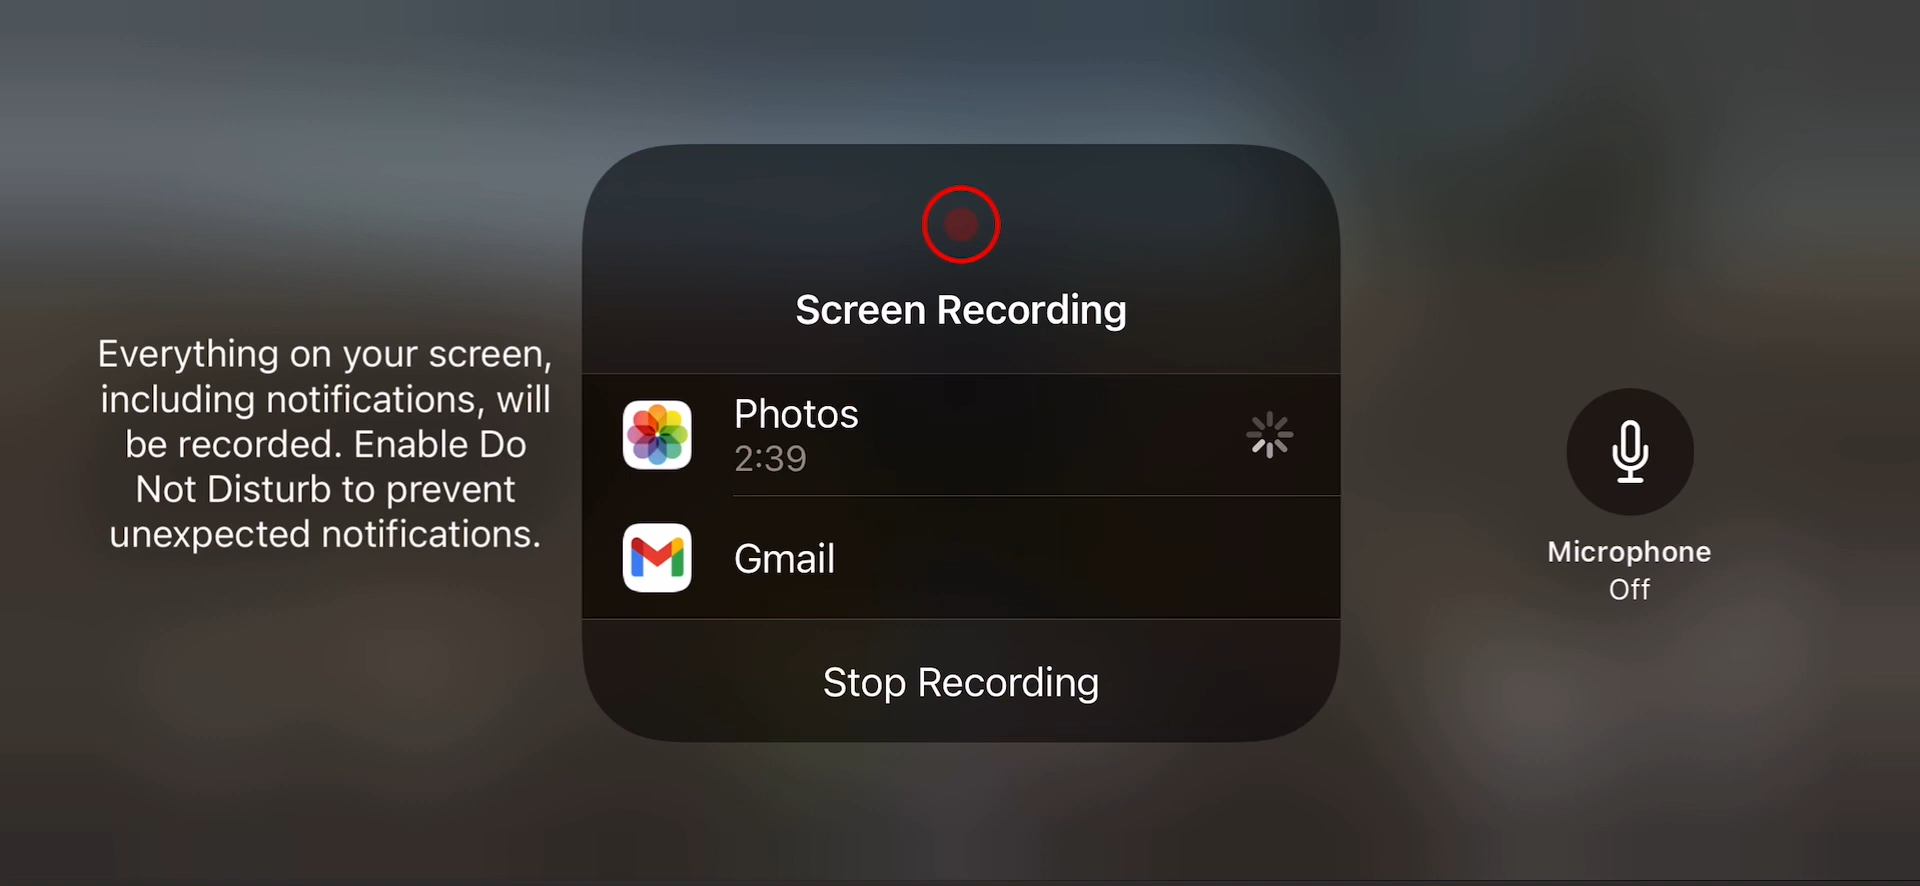 Screen Recording
Everything on your screen,
including notifications, will
be recorded. Enable Do
Not Disturb to prevent
unexpected notifications.
Photos
2:39
Gmail
Stop Recording
Microphone
Off